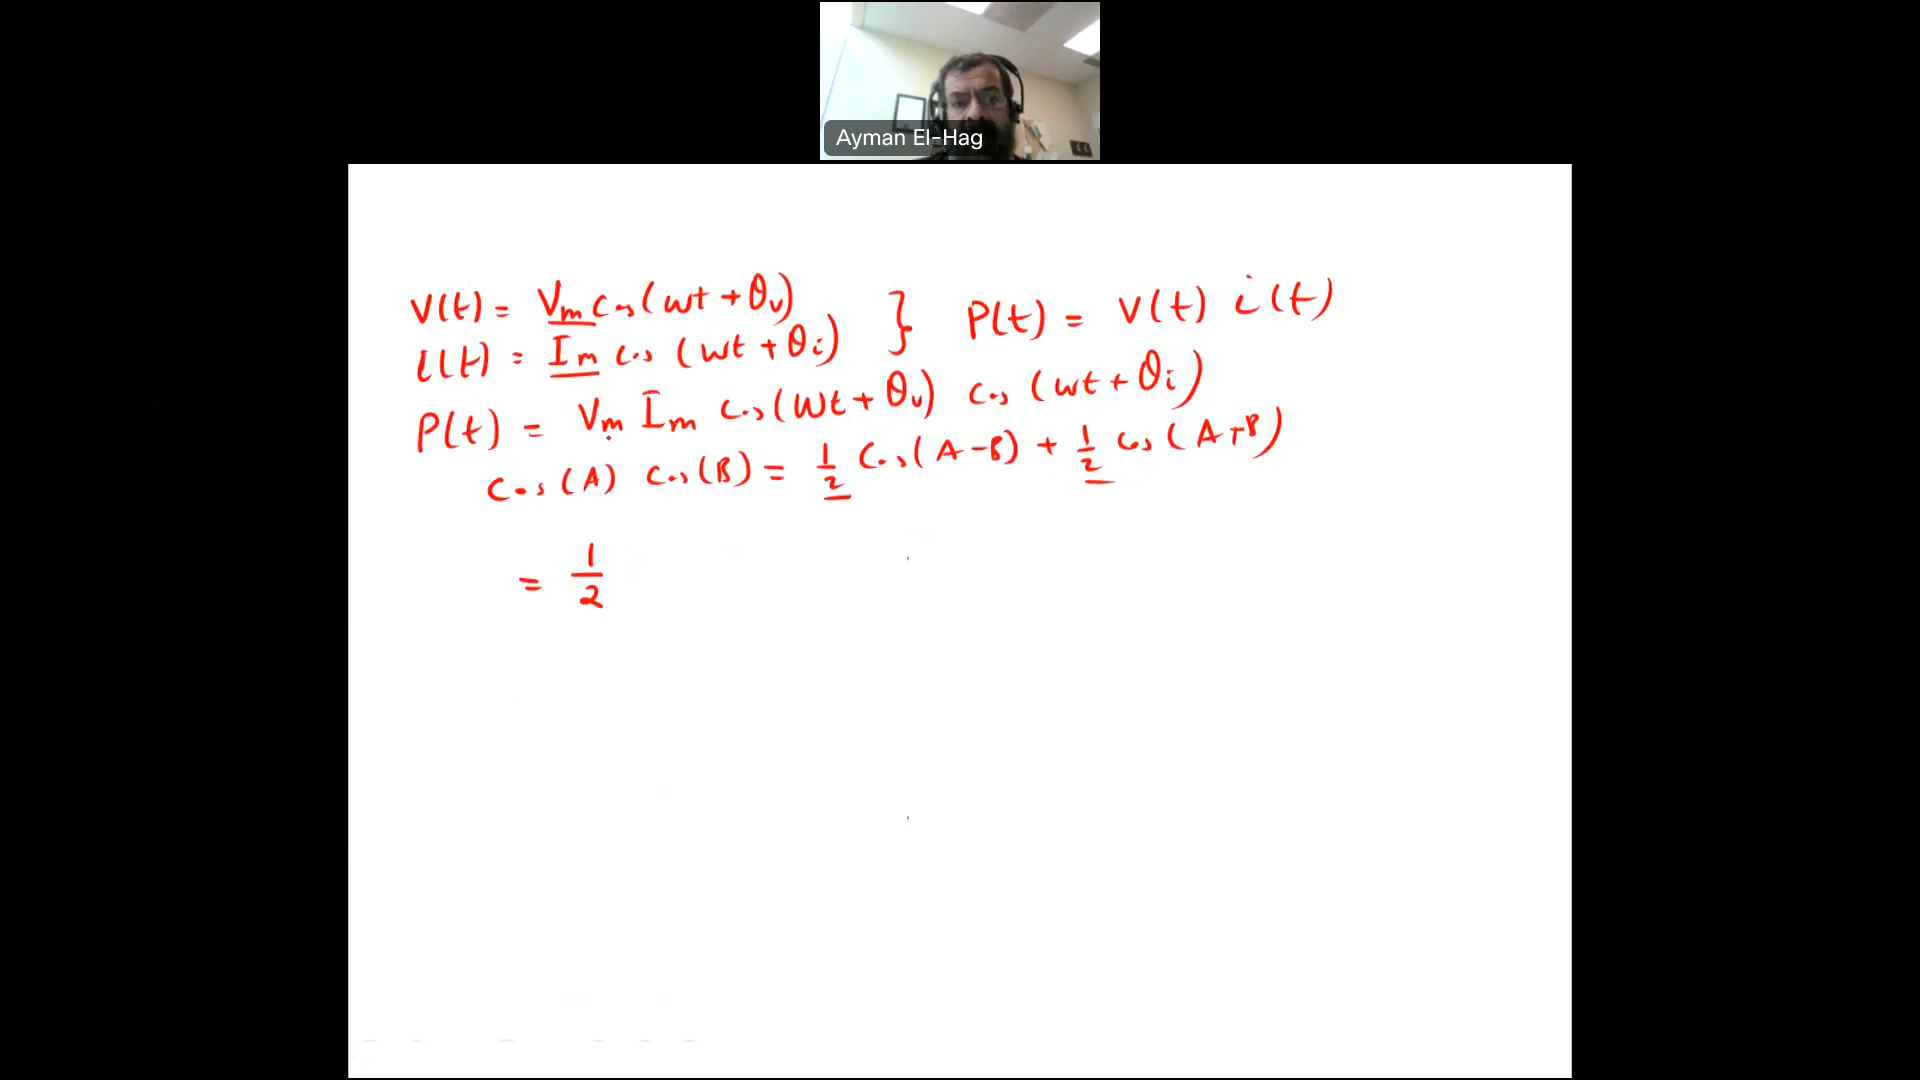 Ayman El-Hag
V(t) = Vm Cos(wt + θv) } P(t) = V(t) i(t)
i(t) = Im Cos (wt + θi)
P(t) = Vm Im Cos(Wt + θv) Cos (wt + θi)
Cos(A) Cos(B) = 1/2 Cos(A-B) + 1/2 Cos(A+B)
= 1/2